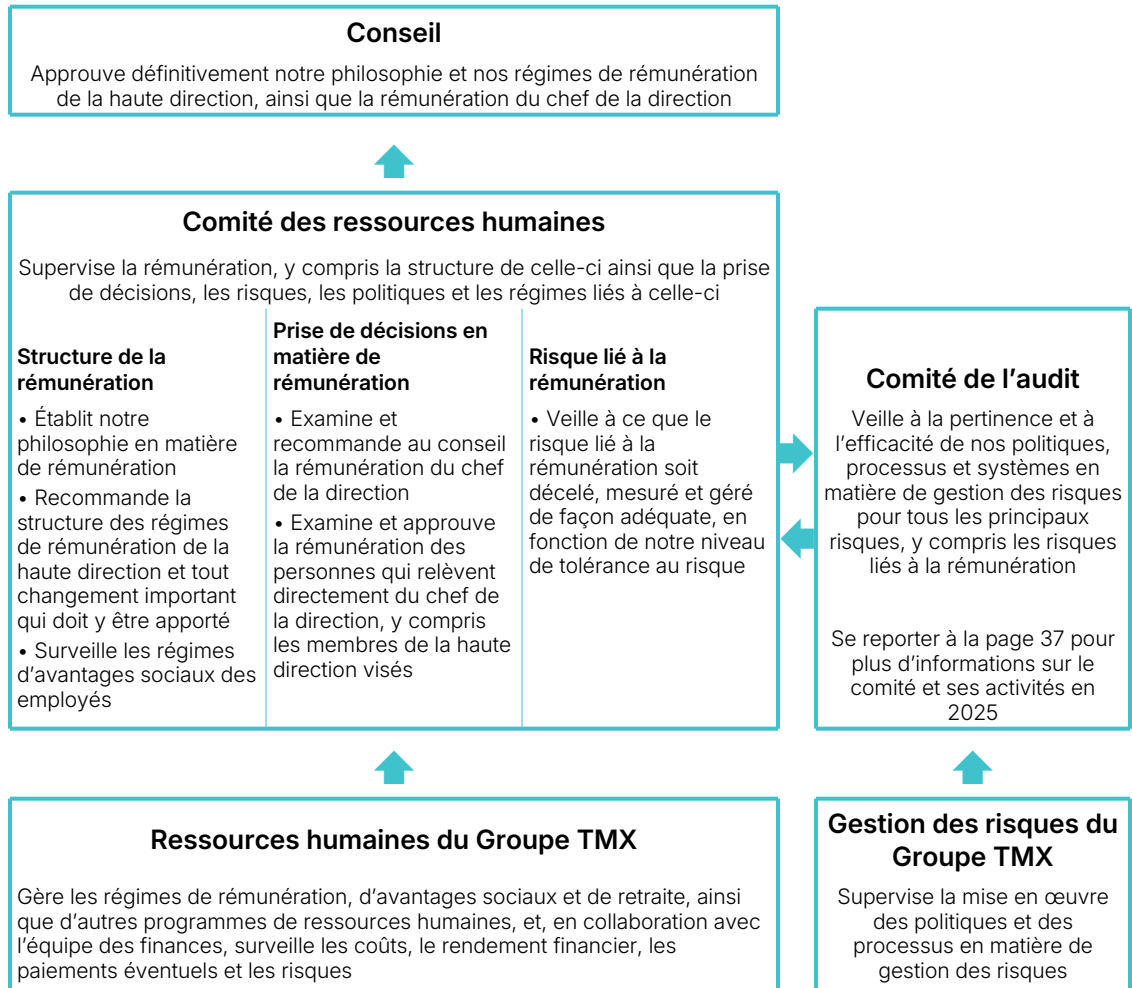 Conseil
Approuve définitivement notre philosophie et nos régimes de rémunération
de la haute direction, ainsi que la rémunération du chef de la direction
Comité des ressources humaines
Supervise la rémunération, y compris la structure de celle-ci ainsi que la prise
de décisions, les risques, les politiques et les régimes liés à celle-ci
Structure de la
rémunération
• Établit notre
philosophie en matière
de rémunération
• Recommande la
structure des régimes
de rémunération de la
haute direction et tout
changement important
qui doit y être apporté
• Surveille les régimes
d'avantages sociaux des
employés
Prise de décisions en
matière de
rémunération
• Examine et
recommande au conseil
la rémunération du chef
de la direction
• Examine et approuve
la rémunération des
personnes qui relèvent
directement du chef de
la direction, y compris
les membres de la haute
direction visés
Risque lié à la
rémunération
• Veille à ce que le
risque lié à la
rémunération soit
décelé, mesuré et géré
de façon adéquate, en
fonction de notre niveau
de tolérance au risque
Comité de l'audit
Veille à la pertinence et à
l'efficacité de nos politiques,
processus et systèmes en
matière de gestion des risques
pour tous les principaux
risques, y compris les risques
liés à la rémunération
Se reporter à la page 37 pour
plus d'informations sur le
comité et ses activités en
2025
Ressources humaines du Groupe TMX
Gère les régimes de rémunération, d'avantages sociaux et de retraite, ainsi
que d'autres programmes de ressources humaines, et, en collaboration avec
l'équipe des finances, surveille les coûts, le rendement financier, les
paiements éventuels et les risques
Gestion des risques du
Groupe TMX
Supervise la mise en œuvre
des politiques et des
processus en matière de
gestion des risques